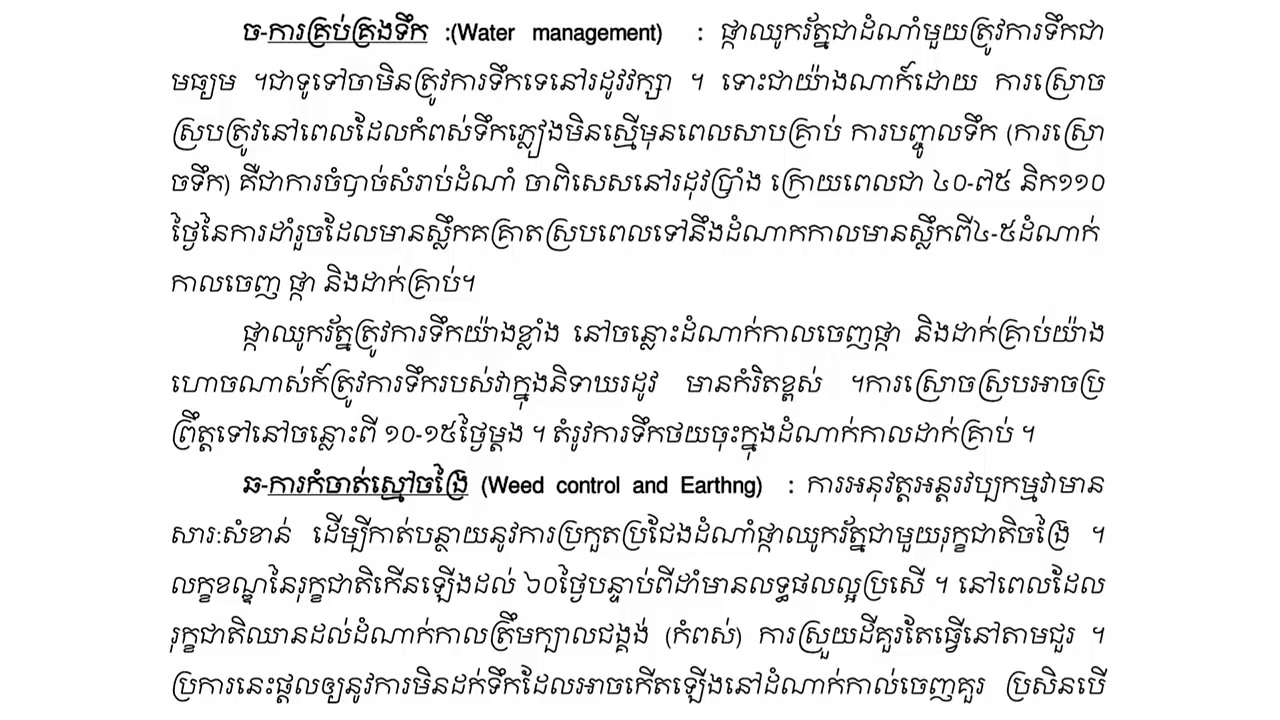 ច-ការគ្រប់គ្រងទឹក :(Water management) : ផ្កាឈូករ័ត្នជាដំណាំមួយត្រូវការទឹកជា
មធ្យម ។ជាទូទៅចាមិនត្រូវការទឹកទេនៅរដូវវក្សា ។ ទោះជាយ៉ាងណាក៍ដោយ ការស្រោច
ស្របត្រូវនៅពេលដែលកំពស់ទឹកភ្លៀងមិនស្មើមុនពេលសាបគ្រាប់ ការបញ្ចូលទឹក (ការស្រោ
ចទឹក) គឺជាការចំបាច់សំរាប់ដំណាំ ចាពិសេសនៅរដុវប្រាំង ក្រោយពេលជា ៤០-៧៥ និក១១០
ថ្ងៃនៃការដាំរួចដែលមានស្លឹកគគ្រាតស្របពេលទៅនឹងដំណាកកាលមានស្លឹកពី៤-៥ដំណាក់
កាលចេញ ផ្កា និងដាក់គ្រាប់។
ផ្កាឈូករ័ត្នត្រូវការទឹកយ៉ាងខ្លាំង នៅចន្លោះដំណាក់កាលចេញផ្កា និងដាក់គ្រាប់យ៉ាង
ហោចណាស់ក៍ត្រូវការទឹករបស់វាក្នុងនិទាឃរដូវ មានកំរិតខ្ពស់ ។ការស្រោចស្របអាចប្រ
ព្រឹត្តទៅនៅចន្លោះពី ១០-១៥ថ្ងៃម្តង ។ តំរូវការទឹកថយចុះក្នុងដំណាក់កាលដាក់គ្រាប់ ។
ឆ-ការកំចាត់ស្មៅចង្រៃ (Weed control and Earthng) : ការអនុវត្តអន្តរវប្បកម្មវាមាន
សារ:សំខាន់ ដើម្បីកាត់បន្ថាយនូវការប្រកួតប្រជែងដំណាំផ្កាឈូករ័ត្នជាមួយរុក្ខជាតិចង្រៃ ។
លក្ខខណ្ឌនៃរុក្ខជាតិកើនឡើងដល់ ៦០ថ្ងៃបន្ទាប់ពីដាំមានលទ្ធផលល្អប្រសើ ។ នៅពេលដែល
រុក្ខជាតិឈានដល់ដំណាក់កាលត្រឹមក្បាលជង្គង់ (កំពស់) ការស្រួយដីគួរតែធ្វើនៅតាមជួរ ។
ប្រការនេះផ្តលឲ្យនូវការមិនដក់ទឹកដែលអាចកើតឡើងនៅដំណាក់កាល់ចេញគួរ ប្រសិនបើ